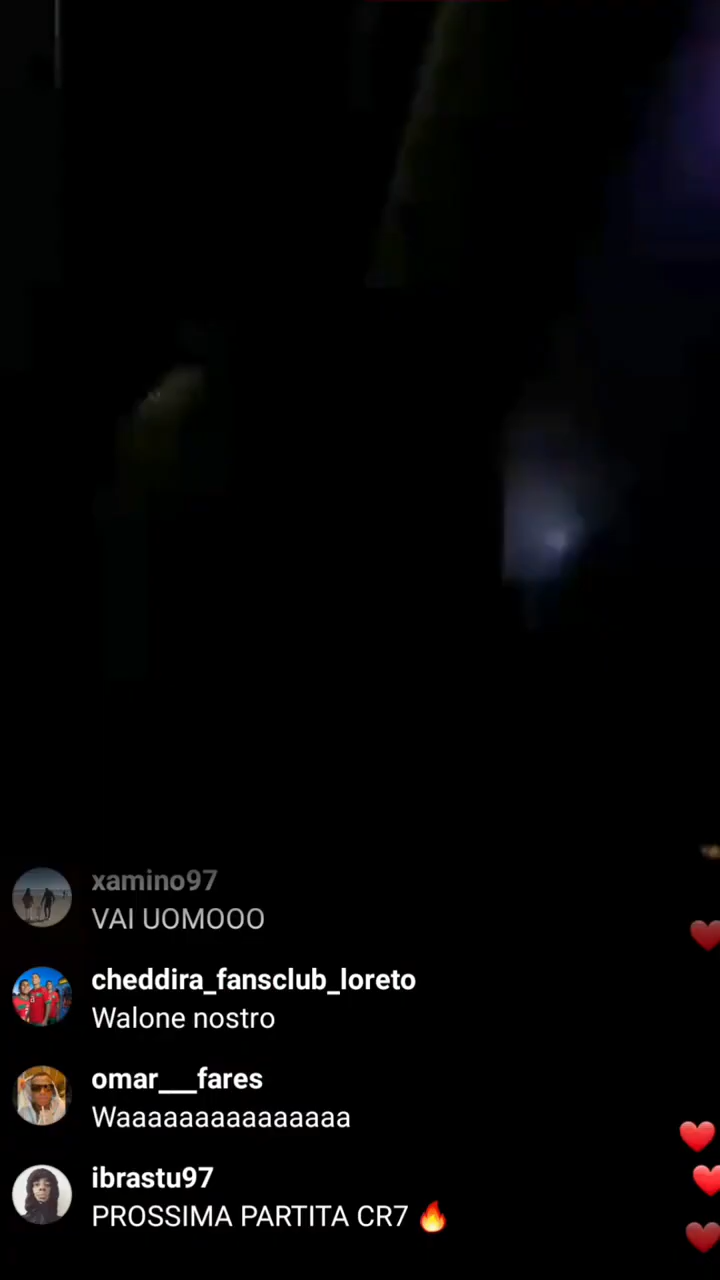 xamino97
VAI UOMOOO
cheddira_fansclub_loreto
Walone nostro
omar___fares
Waaaaaaaaaaaaaaa
ibrastu97
PROSSIMA PARTITA CR7 🔥